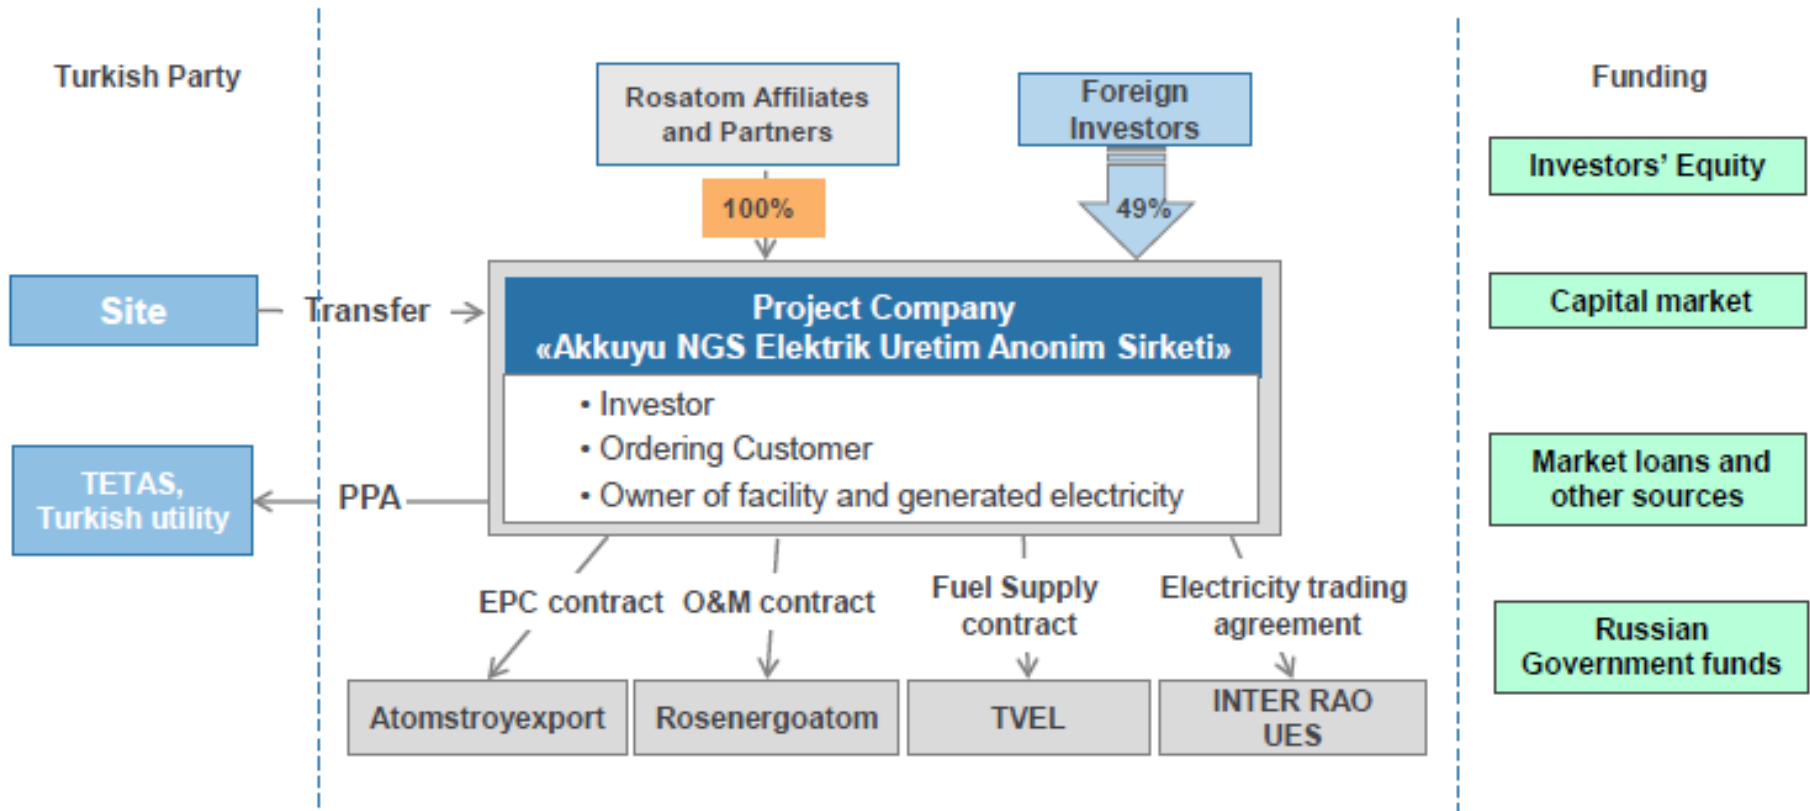 Turkish Party
Funding
Rosatom Affiliates
and Partners
Foreign
Investors
100%
49%
Site
Transfer
Project Company
«Akkuyu NGS Elektrik Uretim Anonim Sirketi»
• Investor
• Ordering Customer
• Owner of facility and generated electricity
TETAS,
Turkish utility
PPA
EPC contract
O&M contract
Fuel Supply
contract
Electricity trading
agreement
Atomstroyexport
Rosenergoatom
TVEL
INTER RAO
UES
Investors’ Equity
Capital market
Market loans and
other sources
Russian
Government funds